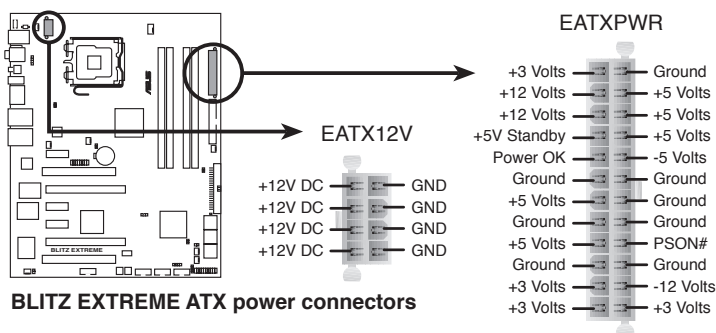 EATXPWR
+3 Volts Ground
+12 Volts +5 Volts
+12 Volts +5 Volts
+5V Standby +5 Volts
Power OK -5 Volts
Ground Ground
+5 Volts Ground
Ground Ground
+5 Volts PSON#
Ground Ground
+3 Volts -12 Volts
+3 Volts +3 Volts
EATX12V
+12V DC GND
+12V DC GND
+12V DC GND
+12V DC GND
ASUS
BLITZ EXTREME
BLITZ EXTREME ATX power connectors